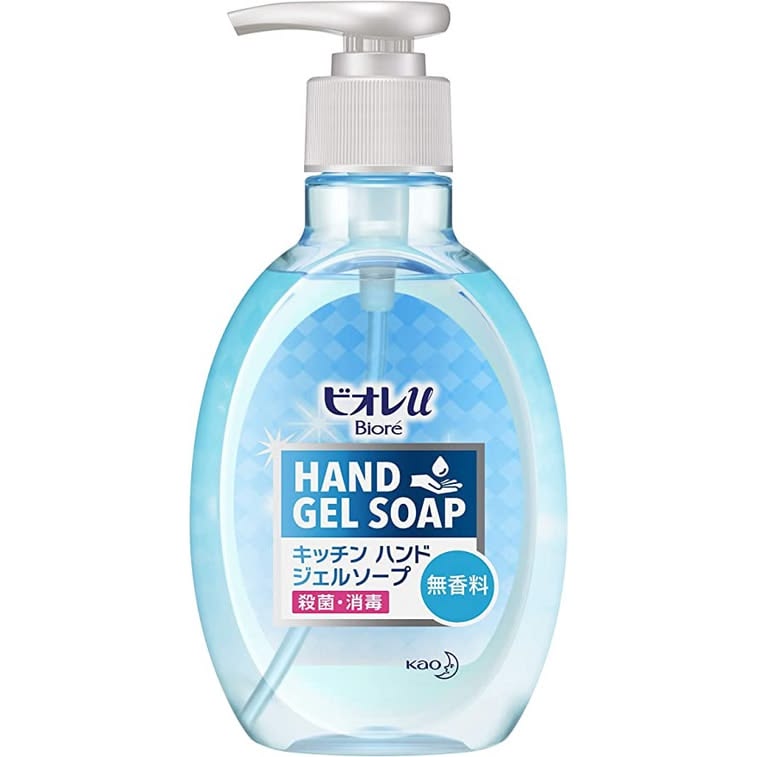 ビオレu
Bioré
HAND
GEL SOAP
キッチン ハンド
ジェルソープ
無香料
殺菌・消毒
Kao